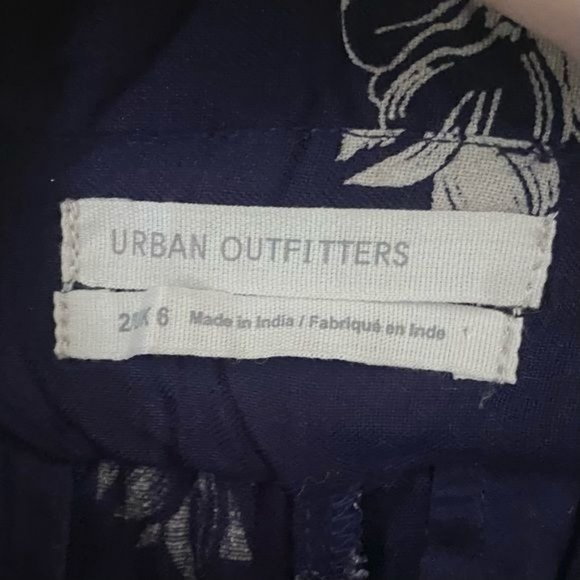 URBAN OUTFITTERS
6 Made in India / Fabriqué en Inde